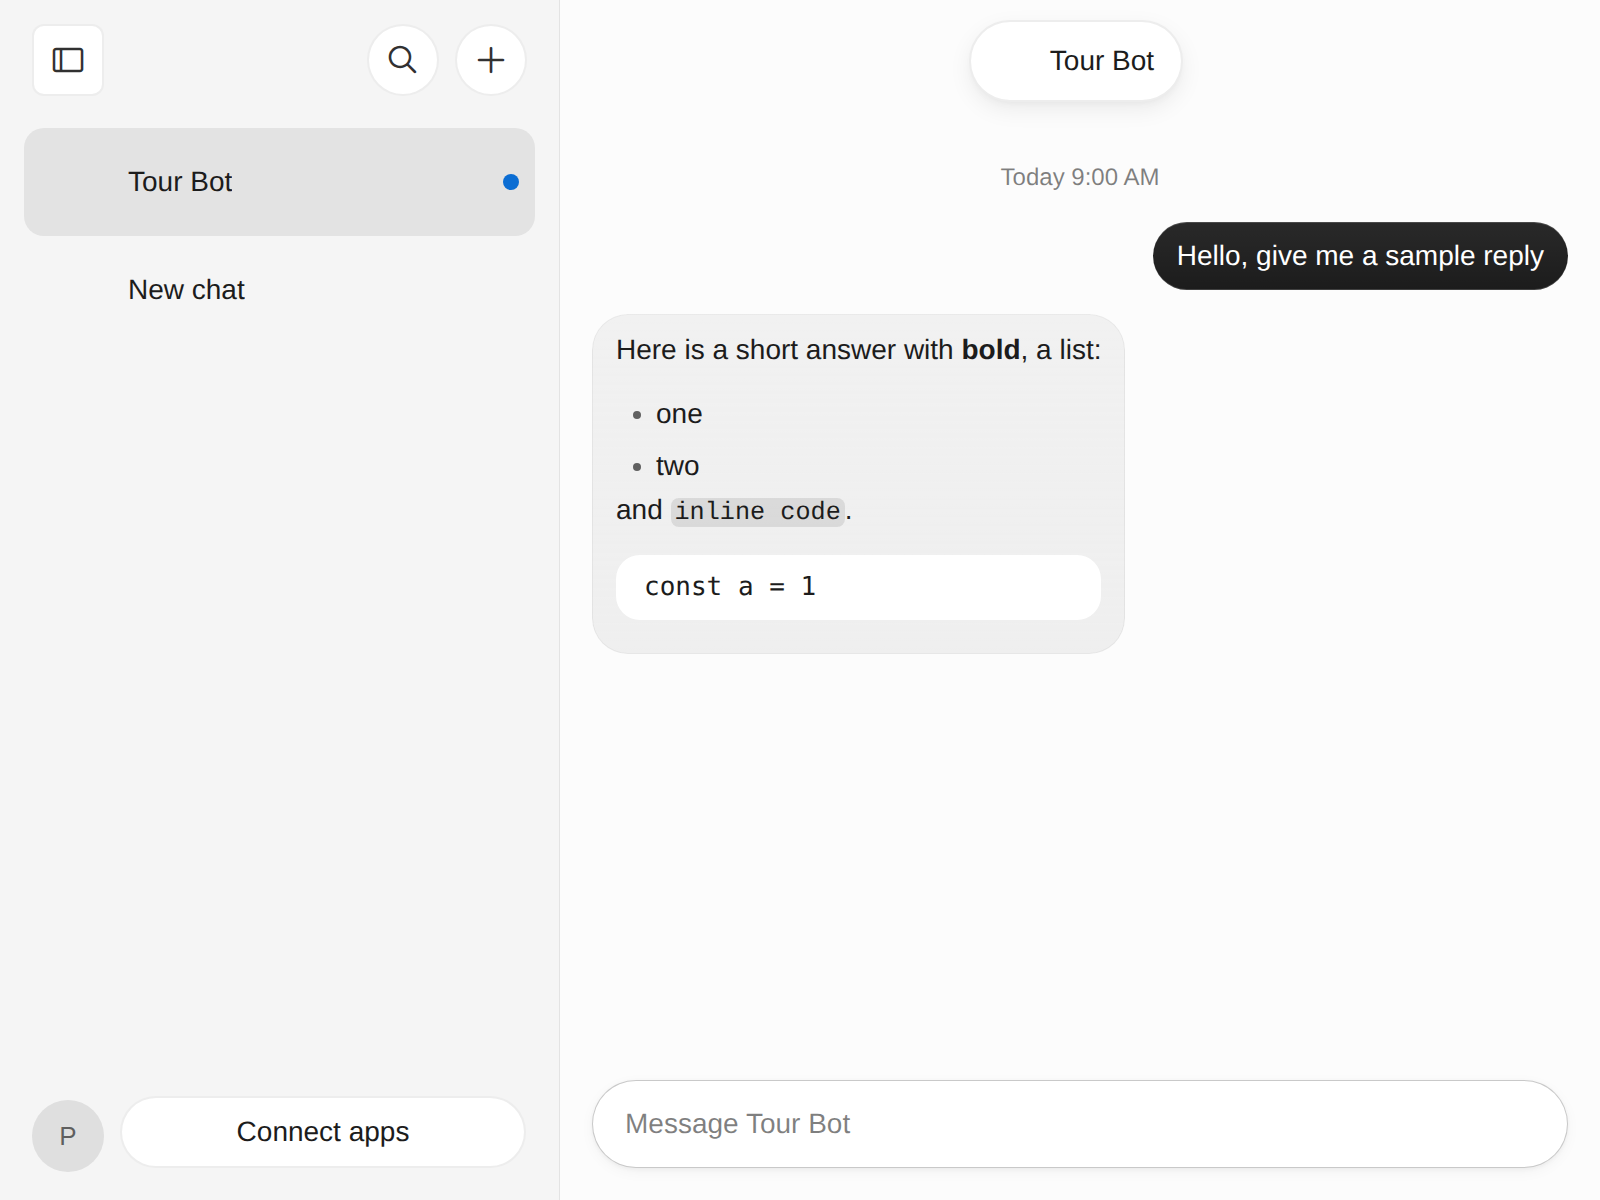 Tour Bot
New chat
P
Connect apps
Tour Bot
Today 9:00 AM
Hello, give me a sample reply
Here is a short answer with bold, a list:
one
two
and inline code.
const a = 1
Message Tour Bot